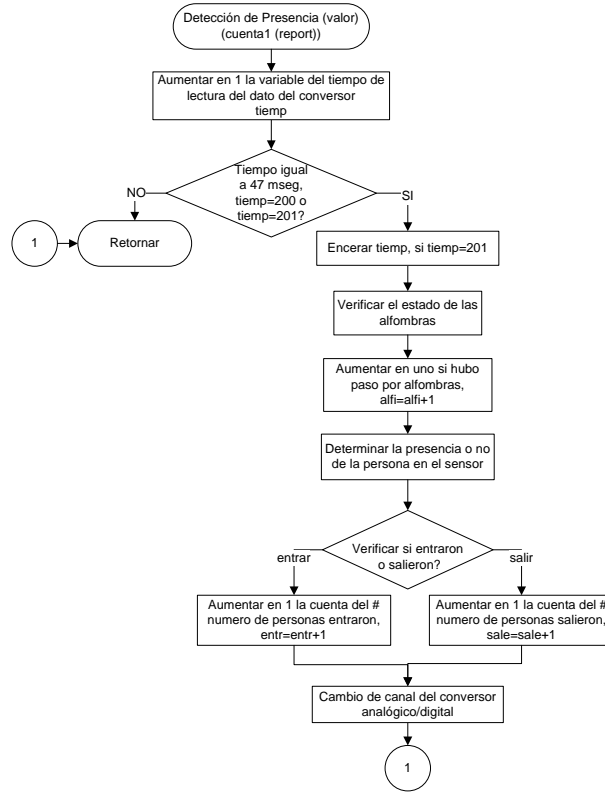 Detección de Presencia (valor)
(cuenta1 (report))
Aumentar en 1 la variable del tiempo de
lectura del dato del conversor
tiemp
Tiempo igual
a 47 mseg,
tiemp=200 o
tiemp=201?
NO
SI
1
Retornar
Encerar tiemp, si tiemp=201
Verificar el estado de las
alfombras
Aumentar en uno si hubo
paso por alfombras,
alfi=alfi+1
Determinar la presencia o no
de la persona en el sensor
Verificar si entraron
o salieron?
entrar
salir
Aumentar en 1 la cuenta del #
numero de personas entraron,
entr=entr+1
Aumentar en 1 la cuenta del #
numero de personas salieron,
sale=sale+1
Cambio de canal del conversor
analógico/digital
1